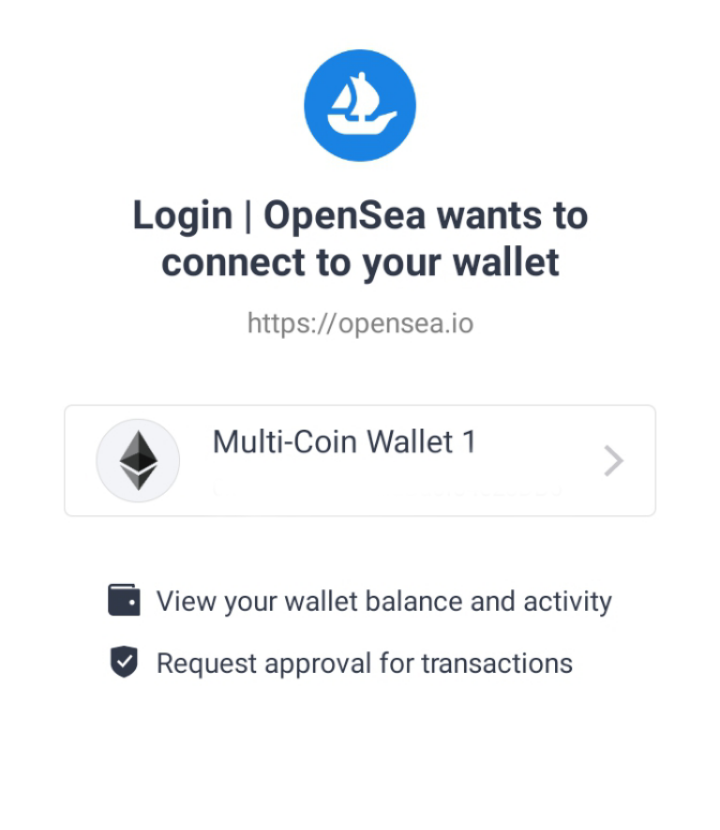 Login | OpenSea wants to
connect to your wallet
https://opensea.io
Multi-Coin Wallet 1
View your wallet balance and activity
Request approval for transactions